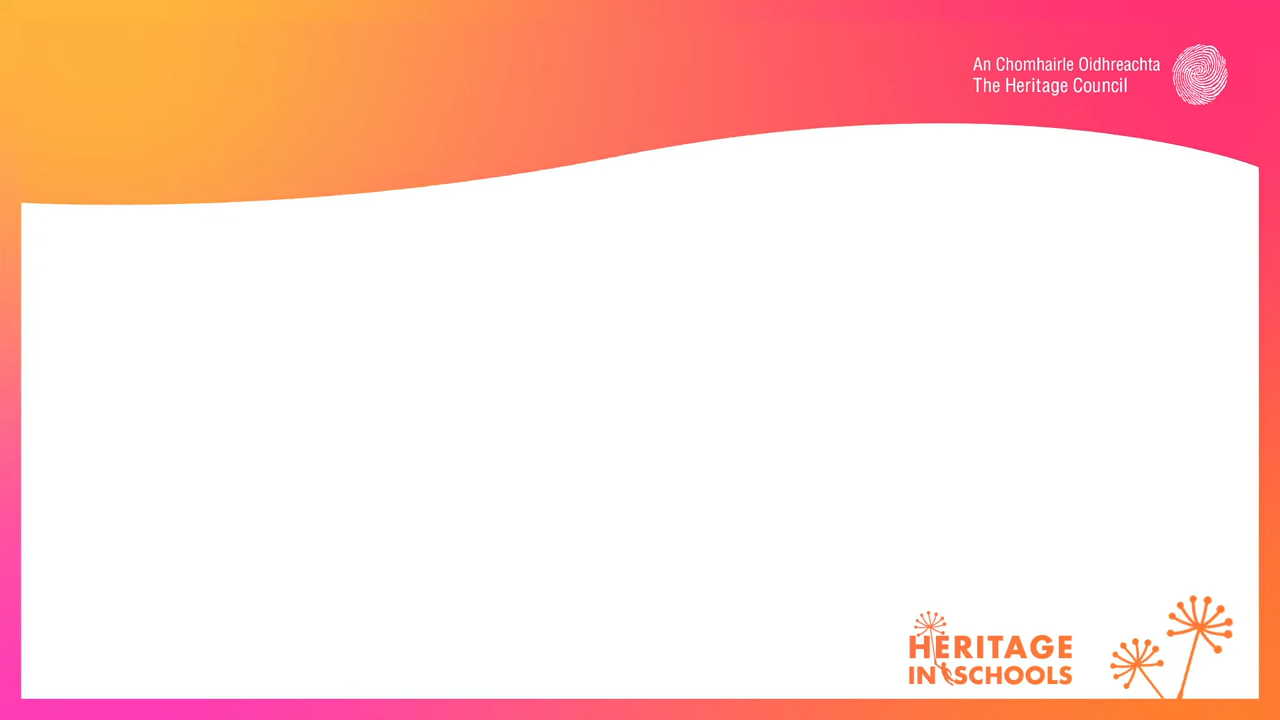 An Chomhairle Oidhreachta
The Heritage Council
HERITAGE
IN SCHOOLS